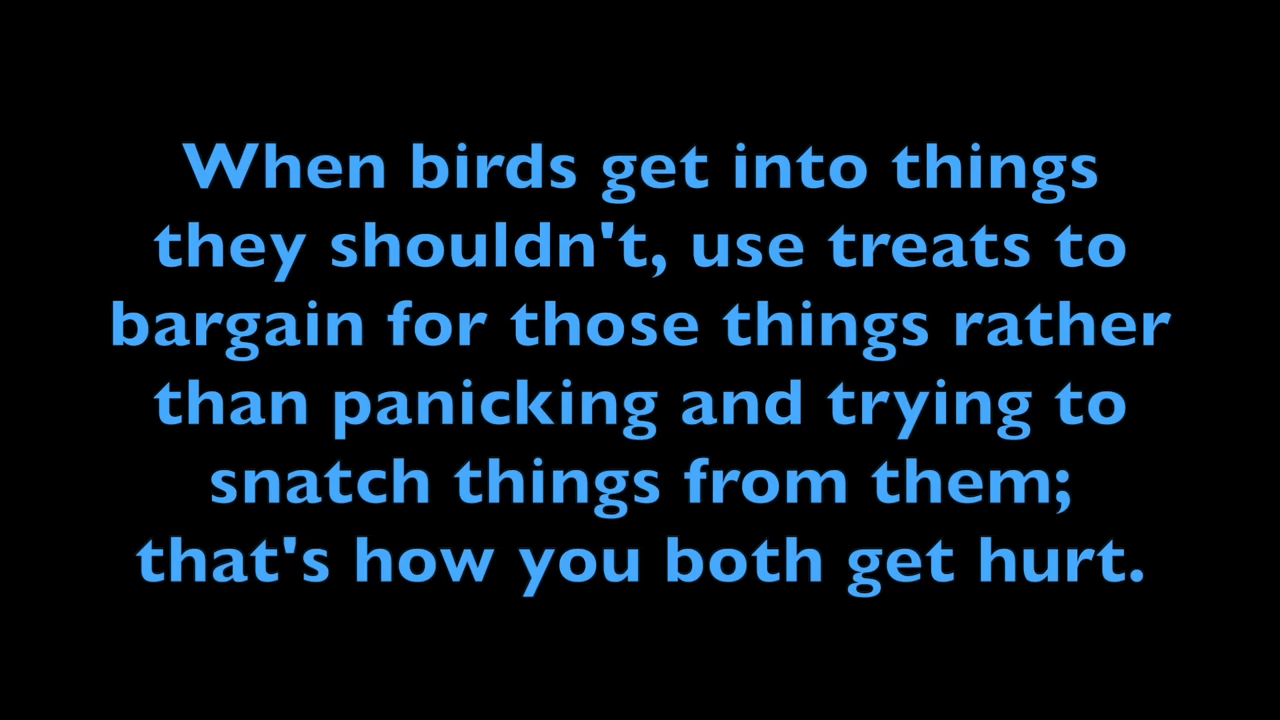 When birds get into things
they shouldn't, use treats to
bargain for those things rather
than panicking and trying to
snatch things from them;
that's how you both get hurt.